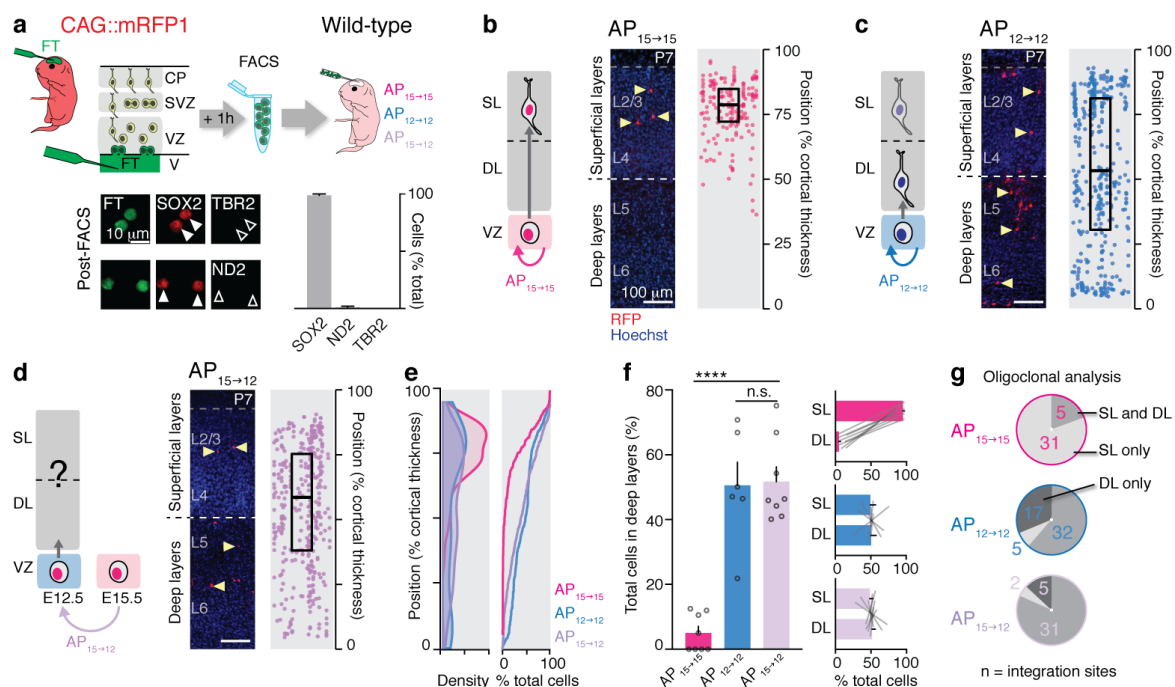 a
CAG::mRFP1
Wild-type
FT
CP
SVZ
VZ
FT
V
+ 1h
FACS
AP15→15
AP12→12
AP15→12
Post-FACS
FT
SOX2
TBR2
10 µm
ND2
100
Cells (% total)
0
SOX2
ND2
TBR2
b
AP15→15
SL
DL
VZ
AP15→15
Superficial layers
Deep layers
P7
L2/3
L4
L5
L6
100 µm
RFP
Hoechst
100
75
50
25
0
Position (% cortical thickness)
c
AP12→12
SL
DL
VZ
AP12→12
Superficial layers
Deep layers
P7
L2/3
L4
L5
L6
100
75
50
25
0
Position (% cortical thickness)
d
AP15→12
SL
?
DL
VZ
E12.5
E15.5
AP15→12
Superficial layers
Deep layers
P7
L2/3
L4
L5
L6
100
75
50
25
0
Position (% cortical thickness)
e
Position (% cortical thickness)
100
0
Density
0
100
% total cells
AP15→15
AP12→12
AP15→12
f
Total cells in deep layers (%)
80
60
40
20
0
****
n.s.
AP15→15
AP12→12
AP15→12
SL
DL
0
50
100
SL
DL
0
50
100
SL
DL
0
50
100
% total cells
g
Oligoclonal analysis
AP15→15
5
31
SL and DL
SL only
DL only
AP12→12
17
32
5
AP15→12
2
5
31
n = integration sites